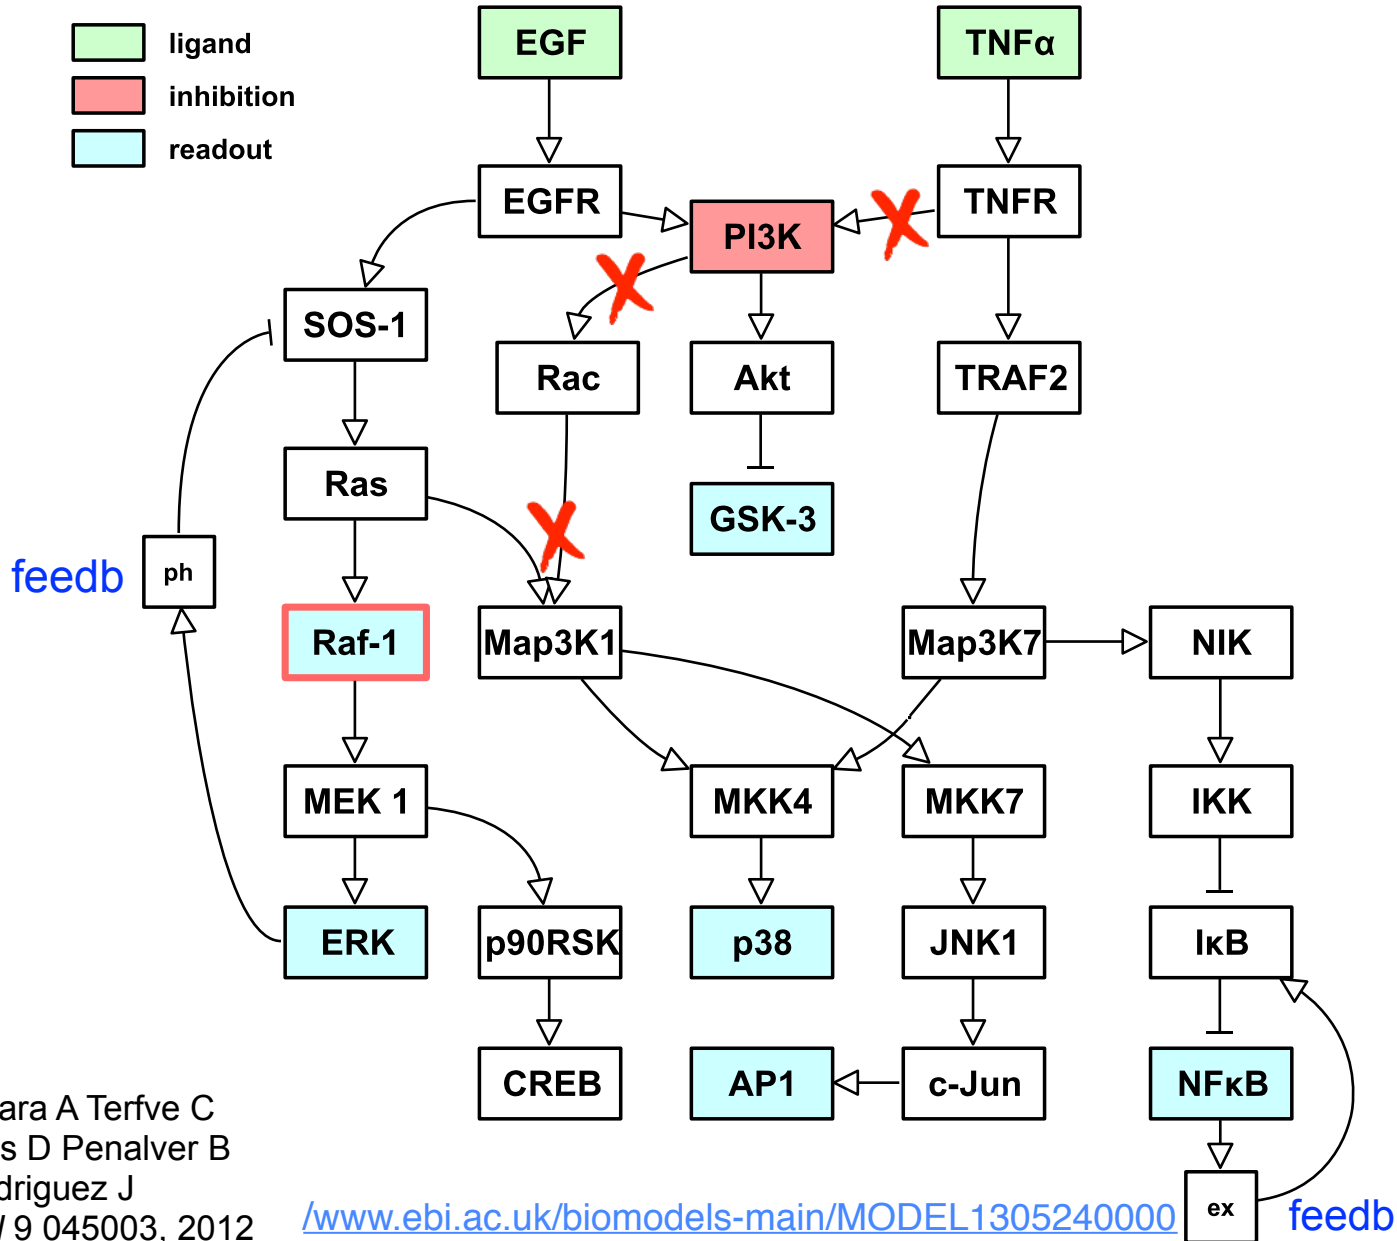 ligand
inhibition
readout
EGF
TNFα
EGFR
PI3K
TNFR
SOS-1
Rac
Akt
TRAF2
Ras
GSK-3
feedb
ph
Raf-1
Map3K1
Map3K7
NIK
MEK 1
MKK4
MKK7
IKK
ERK
p90RSK
p38
JNK1
IκB
CREB
AP1
c-Jun
NFκB
ara A Terfve C
s D Penalver B
driguez J
9 045003, 2012
/www.ebi.ac.uk/biomodels-main/MODEL1305240000
ex
feedb